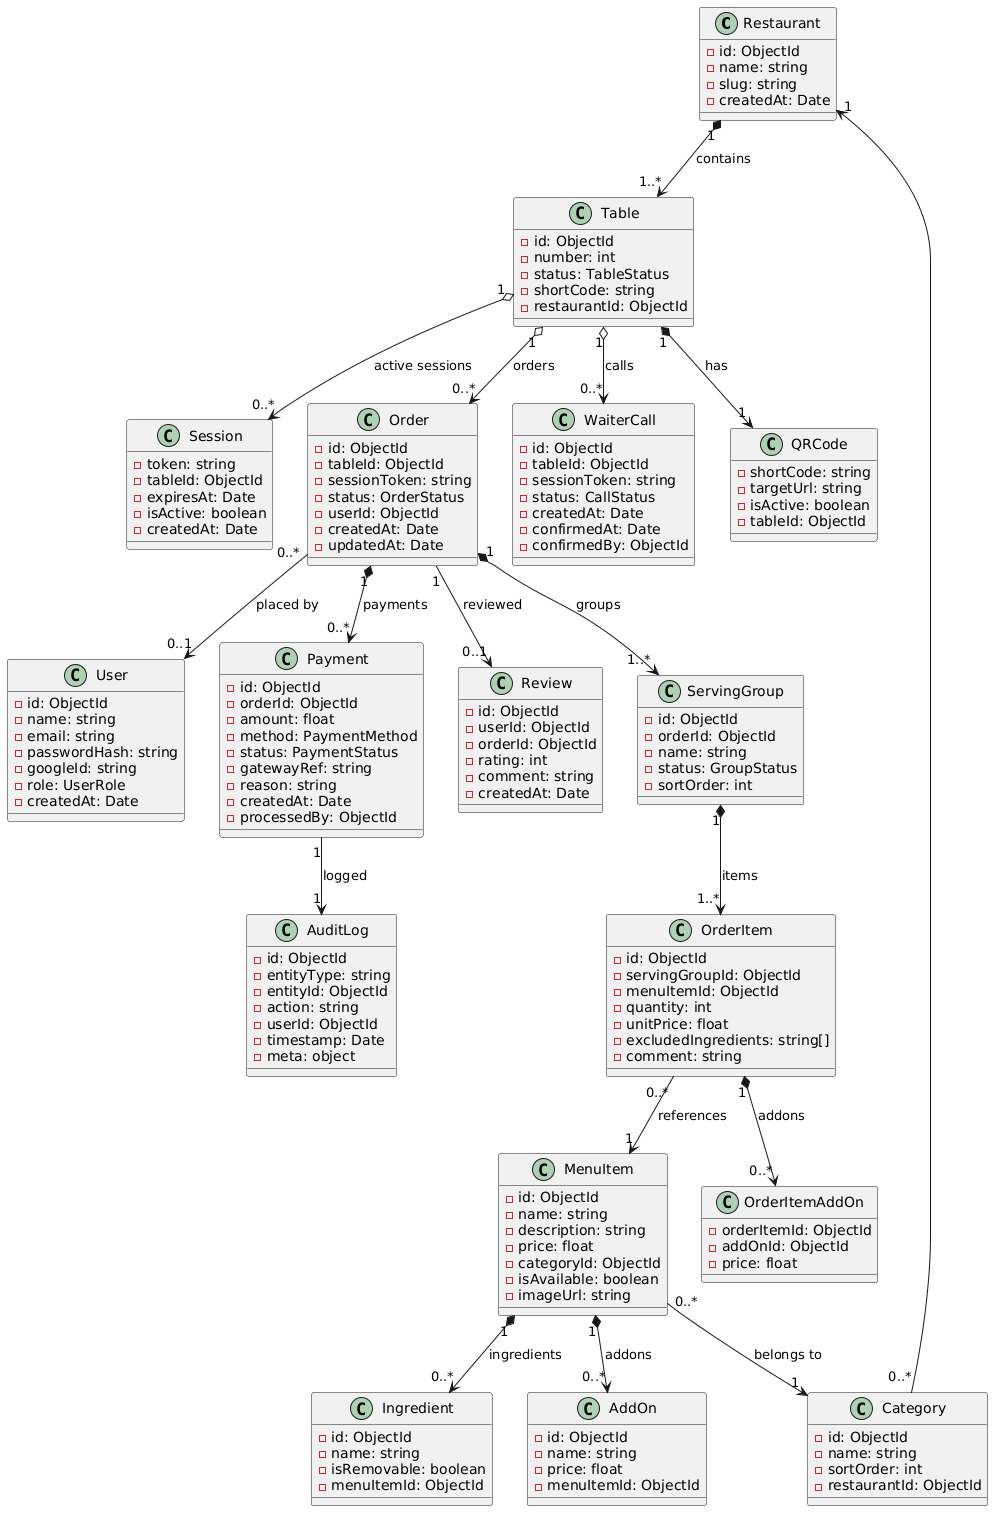 C Restaurant
id: ObjectId
name: string
slug: string
createdAt: Date
1
1
contains
1..*
C Table
id: ObjectId
number: int
status: TableStatus
shortCode: string
restaurantId: ObjectId
1
1
1
1
active sessions
orders
calls
has
0..*
0..*
0..*
1
C Session
token: string
tableId: ObjectId
expiresAt: Date
isActive: boolean
createdAt: Date
C Order
id: ObjectId
tableId: ObjectId
sessionToken: string
status: OrderStatus
userId: ObjectId
createdAt: Date
updatedAt: Date
C WaiterCall
id: ObjectId
tableId: ObjectId
sessionToken: string
status: CallStatus
createdAt: Date
confirmedAt: Date
confirmedBy: ObjectId
C QRCode
shortCode: string
targetUrl: string
isActive: boolean
tableId: ObjectId
0..*
1
1
1
placed by
payments
reviewed
groups
0..1
0..*
0..1
1..*
C User
id: ObjectId
name: string
email: string
passwordHash: string
googleId: string
role: UserRole
createdAt: Date
C Payment
id: ObjectId
orderId: ObjectId
amount: float
method: PaymentMethod
status: PaymentStatus
gatewayRef: string
reason: string
createdAt: Date
processedBy: ObjectId
C Review
id: ObjectId
userId: ObjectId
orderId: ObjectId
rating: int
comment: string
createdAt: Date
C ServingGroup
id: ObjectId
orderId: ObjectId
name: string
status: GroupStatus
sortOrder: int
1
logged
1
1
items
1..*
C AuditLog
id: ObjectId
entityType: string
entityId: ObjectId
action: string
userId: ObjectId
timestamp: Date
meta: object
C OrderItem
id: ObjectId
servingGroupId: ObjectId
menuItemId: ObjectId
quantity: int
unitPrice: float
excludedIngredients: string[]
comment: string
0..*
1
references
addons
1
0..*
C MenuItem
id: ObjectId
name: string
description: string
price: float
categoryId: ObjectId
isAvailable: boolean
imageUrl: string
C OrderItemAddOn
orderItemId: ObjectId
addOnId: ObjectId
price: float
1
1
0..*
ingredients
addons
belongs to
0..*
0..*
1
0..*
C Ingredient
id: ObjectId
name: string
isRemovable: boolean
menuItemId: ObjectId
C AddOn
id: ObjectId
name: string
price: float
menuItemId: ObjectId
C Category
id: ObjectId
name: string
sortOrder: int
restaurantId: ObjectId